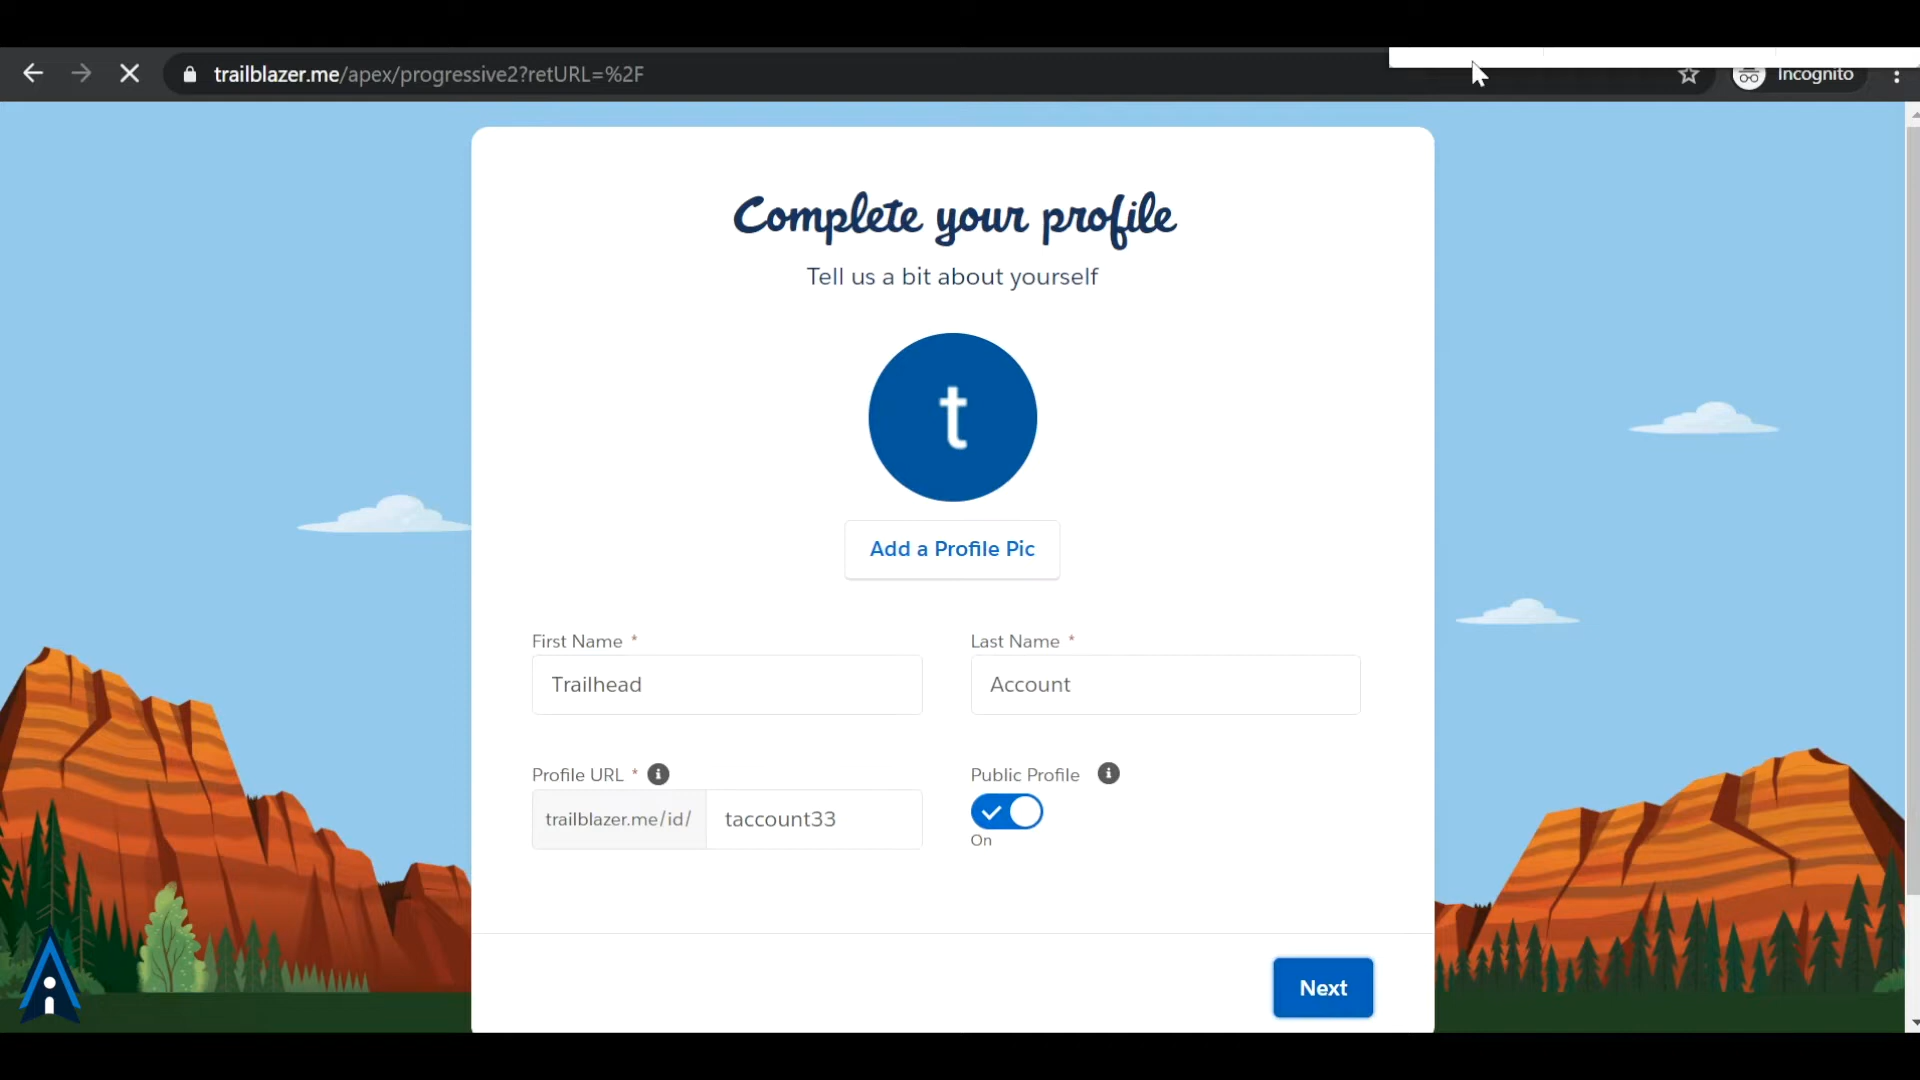 trailblazer.me/apex/progressive2?retURL=%2F
Incognito
Complete your profile
Tell us a bit about yourself
t
Add a Profile Pic
First Name *
Last Name *
Trailhead
Account
Profile URL *
Public Profile
trailblazer.me/id/
taccount33
On
Next